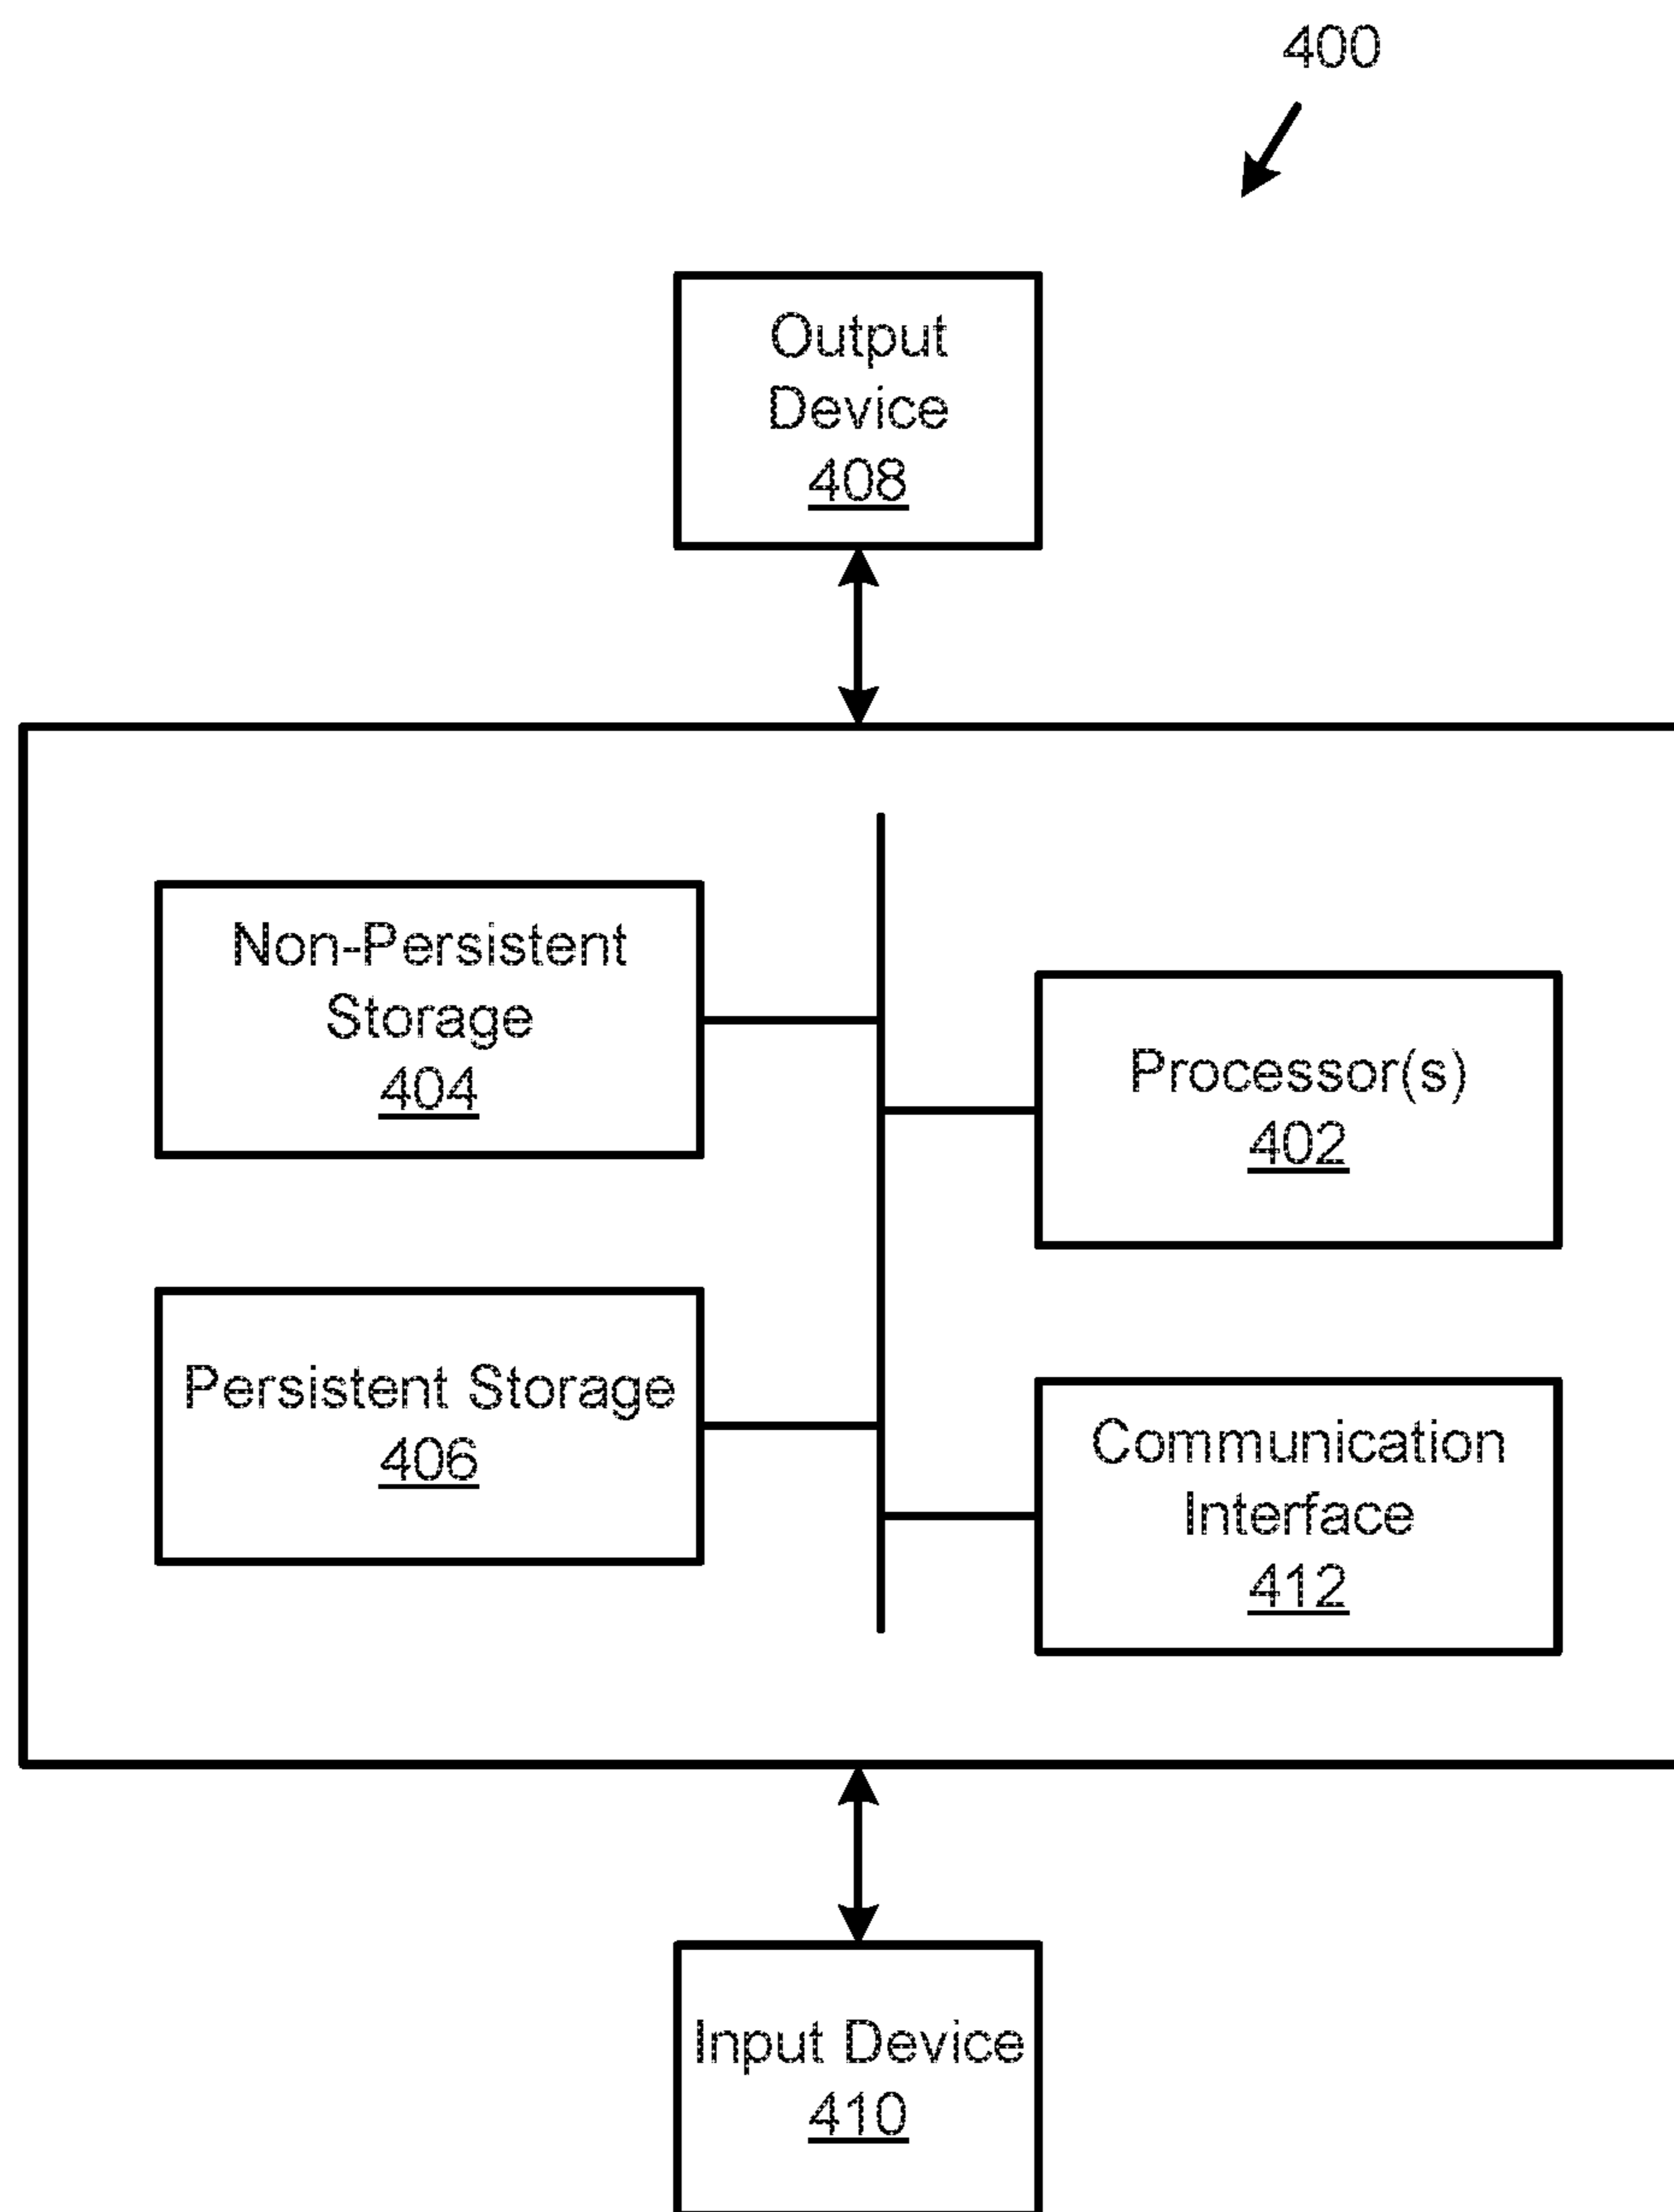 400
Output
Device
408
Non-Persistent
Storage
404
Processor(s)
402
Persistent Storage
406
Communication
Interface
412
Input Device
410